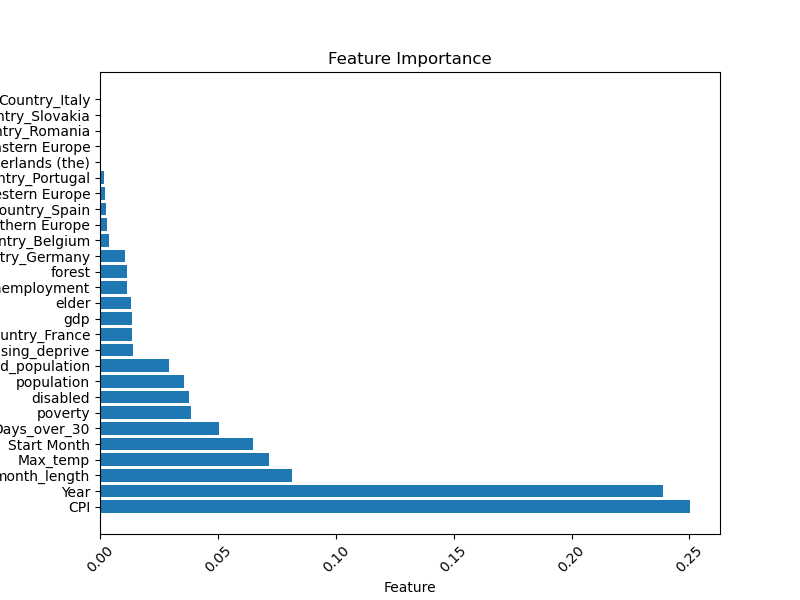 Feature Importance
Country_Italy
ntry_Slovakia
ntry_Romania
astern Europe
erlands (the)
ntry_Portugal
estern Europe
ountry_Spain
thern Europe
ntry_Belgium
try_Germany
forest
nemployment
elder
gdp
untry_France
sing_deprive
d_population
population
disabled
poverty
Days_over_30
Start Month
Max_temp
month_length
Year
CPI
0.00 0.05 0.10 0.15 0.20 0.25
Feature